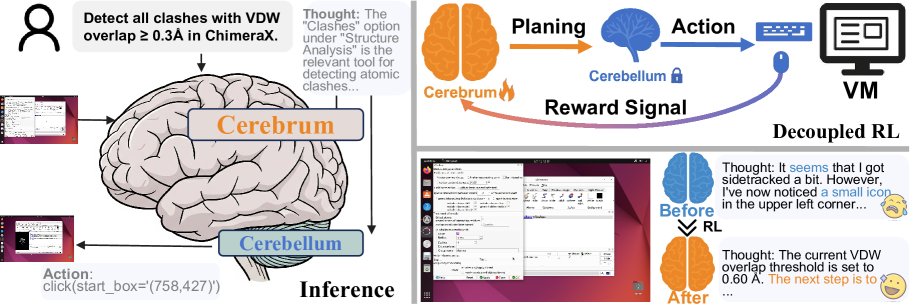 Detect all clashes with VDW
overlap ≥ 0.3Å in ChimeraX.
Thought: The
"Clashes" option
under "Structure
Analysis" is the
relevant tool for
detecting atomic
clashes...
Cerebrum
Cerebellum
Action:
click(start_box='(758,427)')
Inference
Planing
Action
Cerebrum
Cerebellum
VM
Reward Signal
Decoupled RL
Before
RL
After
Thought: It seems that I got
sidetracked a bit. However,
I've now noticed a small icon
in the upper left corner...
Thought: The current VDW
overlap threshold is set to
0.60 Å. The next step is to ...